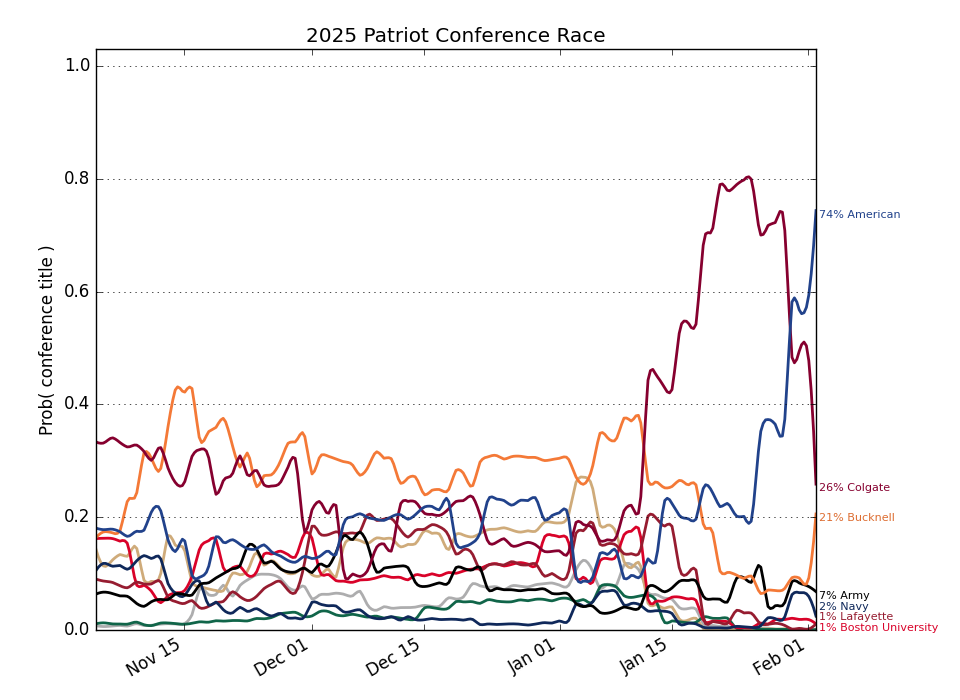 2025 Patriot Conference Race
Prob( conference title )
1.0
0.8
0.6
0.4
0.2
0.0
Nov 15
Dec 01
Dec 15
Jan 01
Jan 15
Feb 01
74% American
26% Colgate
21% Bucknell
7% Army
2% Navy
1% Lafayette
1% Boston University